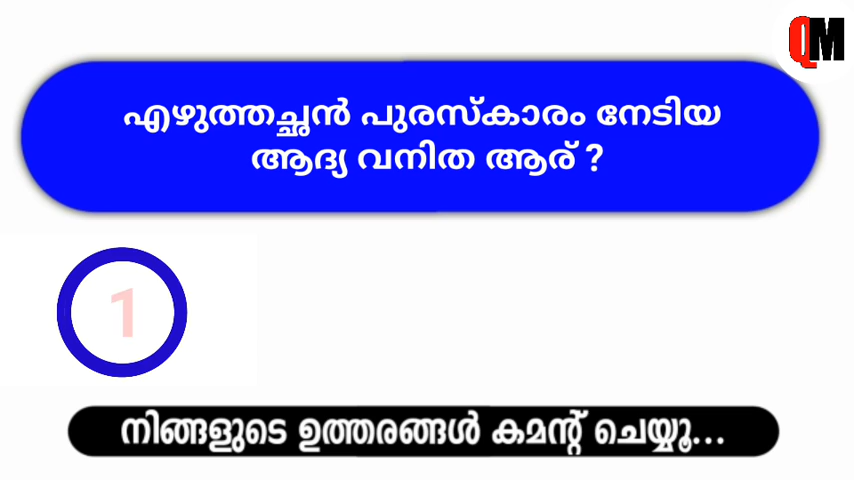 QM
എഴുത്തച്ഛൻ പുരസ്കാരം നേടിയ
ആദ്യ വനിത ആര് ?
1
നിങ്ങളുടെ ഉത്തരങ്ങൾ കമന്റ് ചെയ്യൂ...